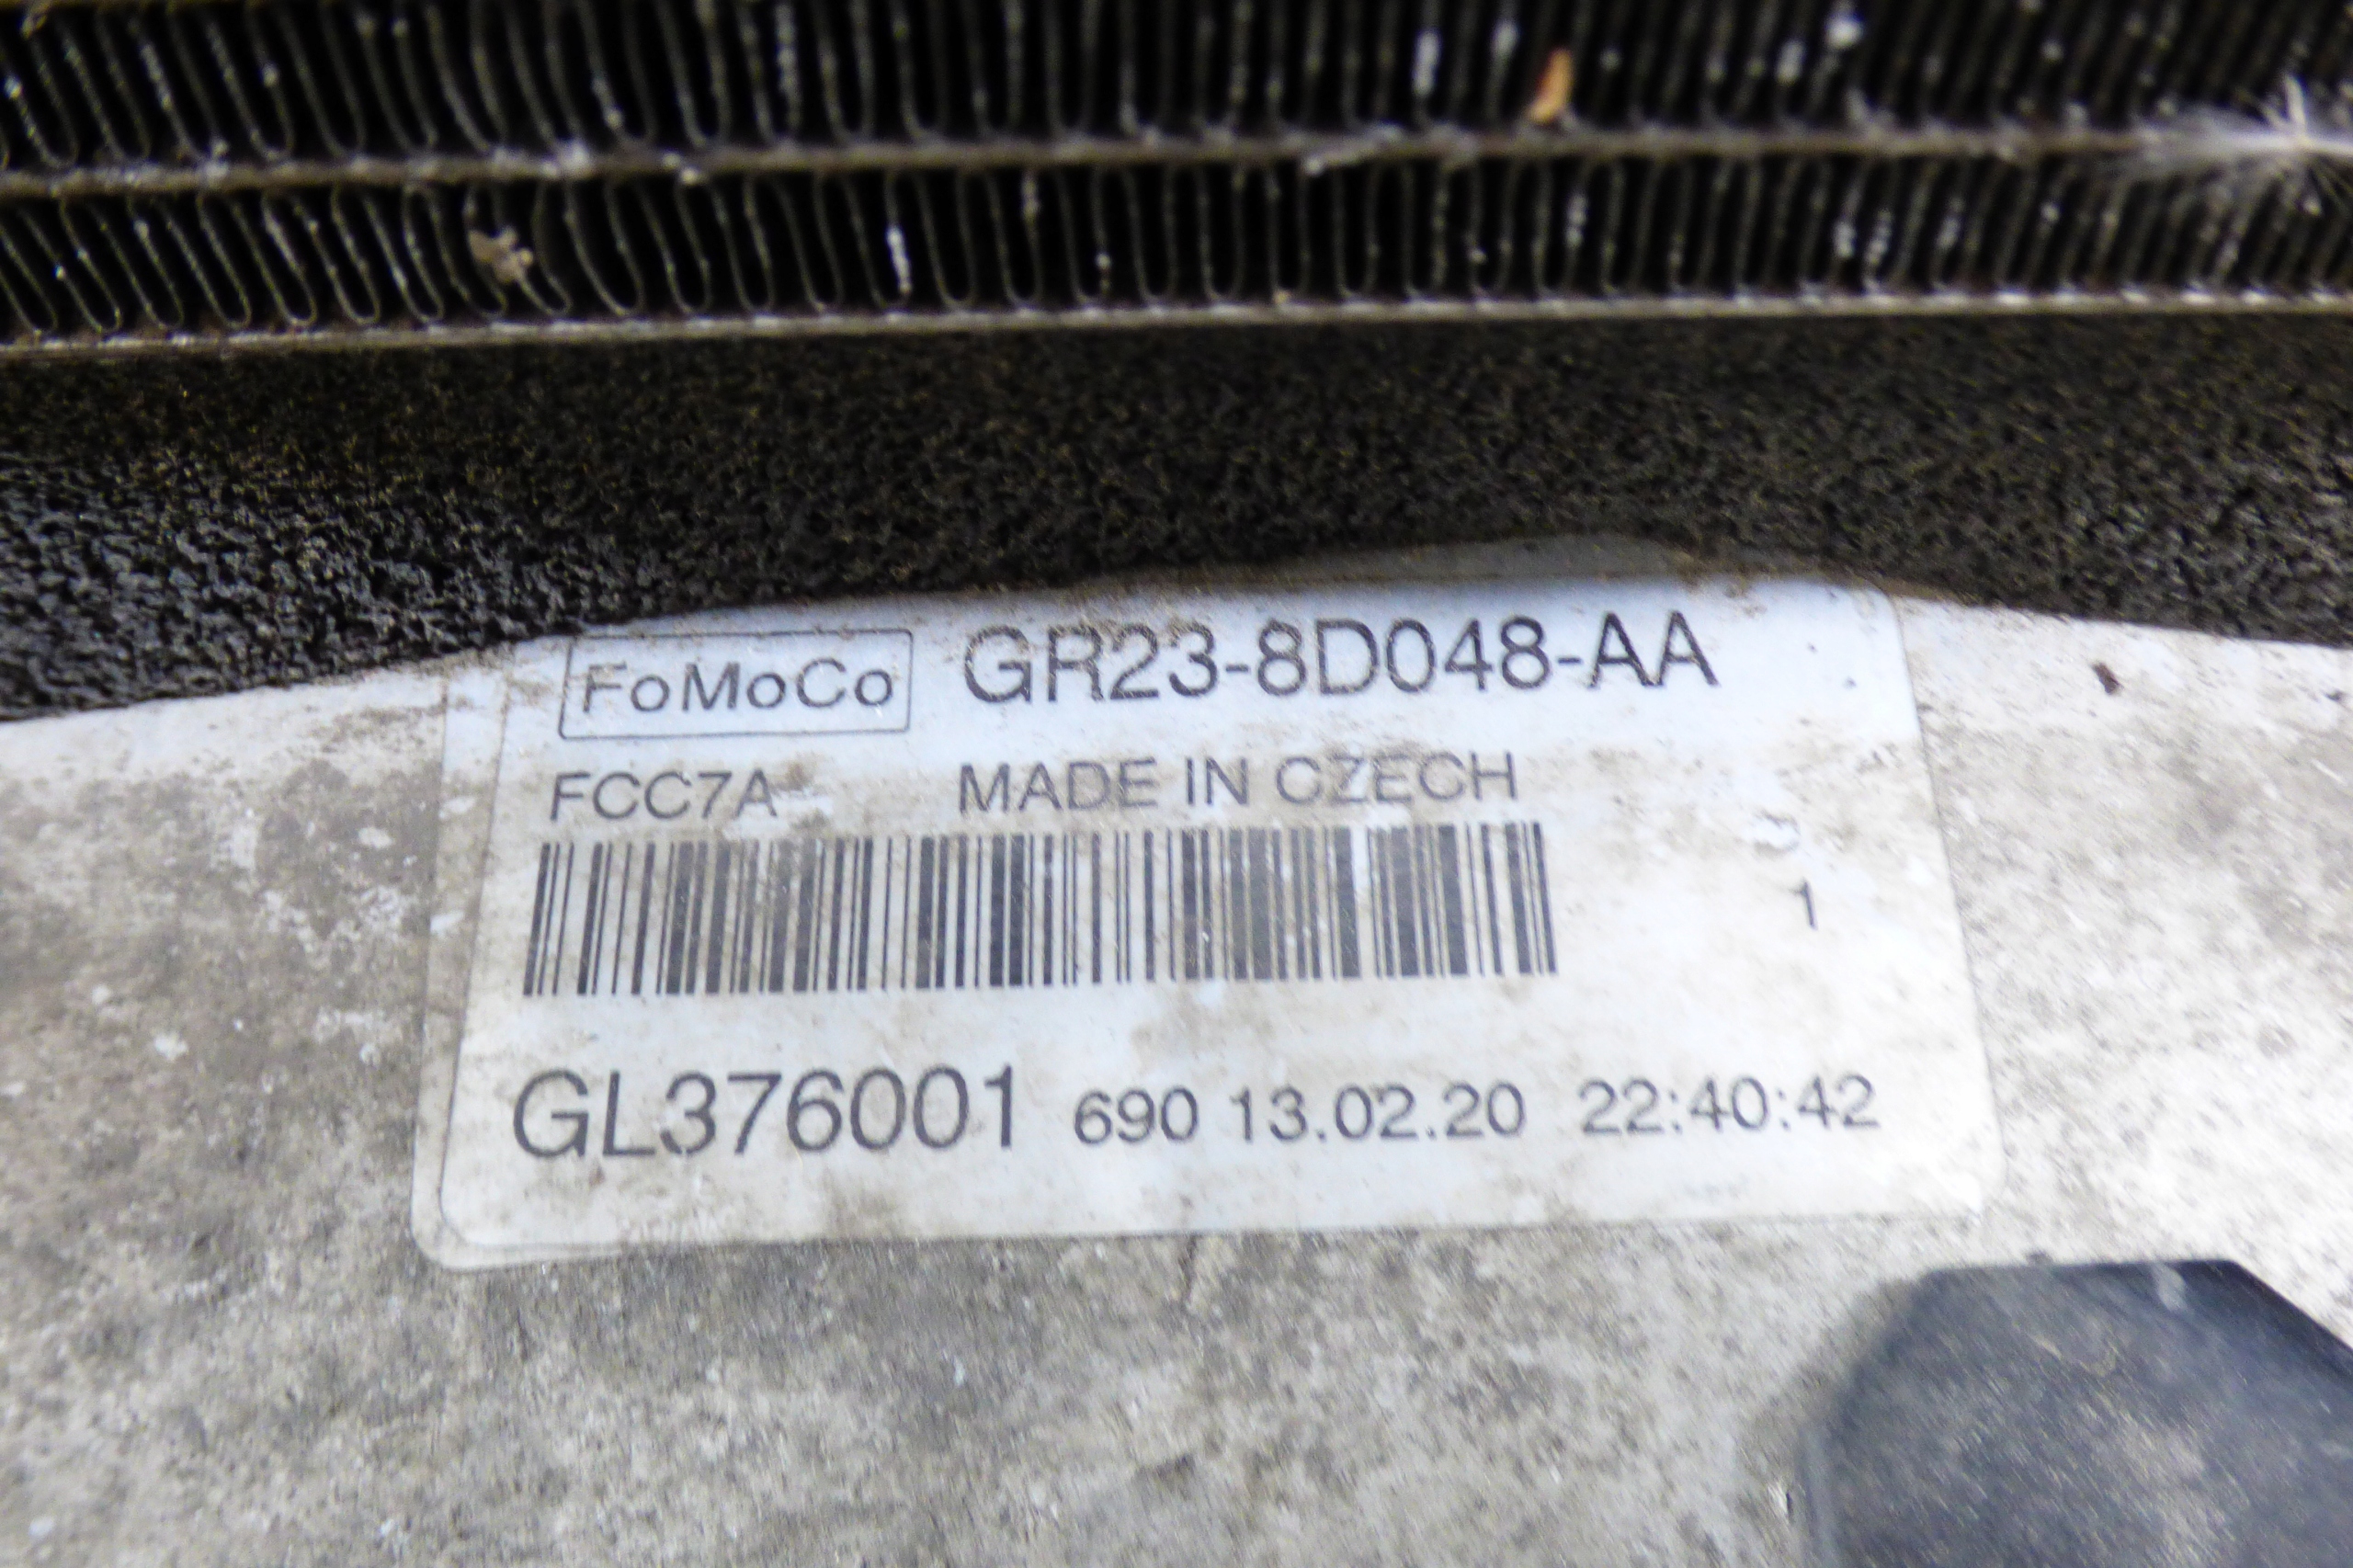 FoMoCo GR23-8D048-AA
FCC7A MADE IN CZECH
1
GL376001 690 13.02.20 22:40:42